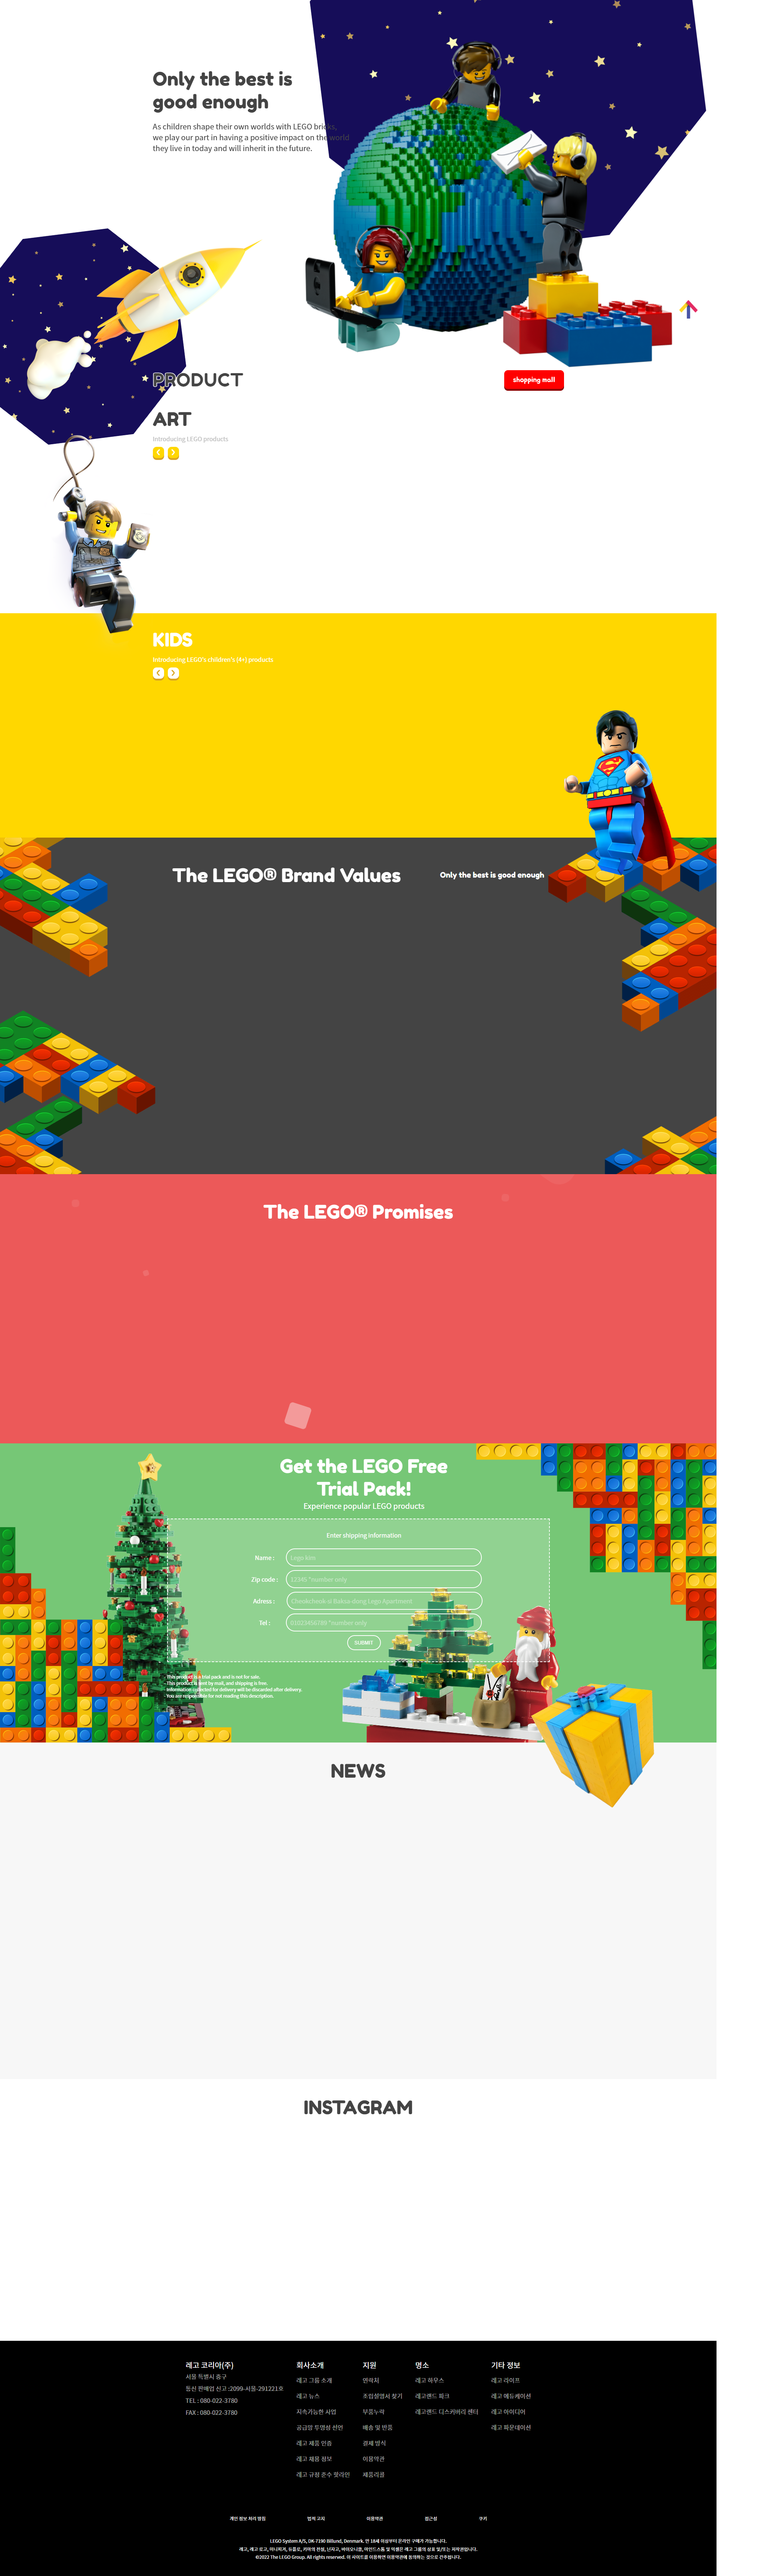 Only the best is
good enough
As children shape their own worlds with LEGO bricks,
we play our part in having a positive impact on the world
they live in today and will inherit in the future.
PRODUCT
shopping mall
ART
Introducing LEGO products
KIDS
Introducing LEGO's children's (4+) products
The LEGO® Brand Values
Only the best is good enough
The LEGO® Promises
Get the LEGO Free
Trial Pack!
Experience popular LEGO products
Enter shipping information
Name :
Lego kim
Zip code :
12345 *number only
Adress :
Tel :
01023456789 *number only
SUBMIT
This product is a trial pack and is not for sale.
This product is sent by mail, and shipping is free.
Information collected for delivery will be discarded after delivery.
You are responsible for not reading this description.
NEWS
INSTAGRAM
레고 코리아(주)
서울 특별시 중구
통신 판매업 신고 :2099-서울-291221호
TEL : 080-022-3780
FAX : 080-022-3780
회사소개
레고 그룹 소개
레고 뉴스
지속가능한 사업
공급망 투명성 선언
레고 제품 인증
레고 채용 정보
레고 규정 준수 핫라인
지원
연락처
조립설명서 찾기
부품누락
배송 및 반품
결제 방식
이용약관
제품리콜
명소
레고 하우스
레고랜드 파크
레고랜드 디스커버리 센터
기타 정보
레고 라이프
레고 에듀케이션
레고 아이디어
레고 파운데이션
개인 정보 처리 방침
법적 고지
이용약관
접근성
쿠키
LEGO System A/S, DK-7190 Billund, Denmark. 만 18세 이상부터 온라인 구매가 가능합니다.
레고, 레고 로고, 미니피겨, 듀플로, 키마의 전설, 닌자고, 바이오니클, 마인드스톰 및 믹셀은 레고 그룹의 상표 및/또는 저작권입니다.
©2022 The LEGO Group. All rights reserved. 이 사이트를 이용하면 이용약관에 동의하는 것으로 간주됩니다.